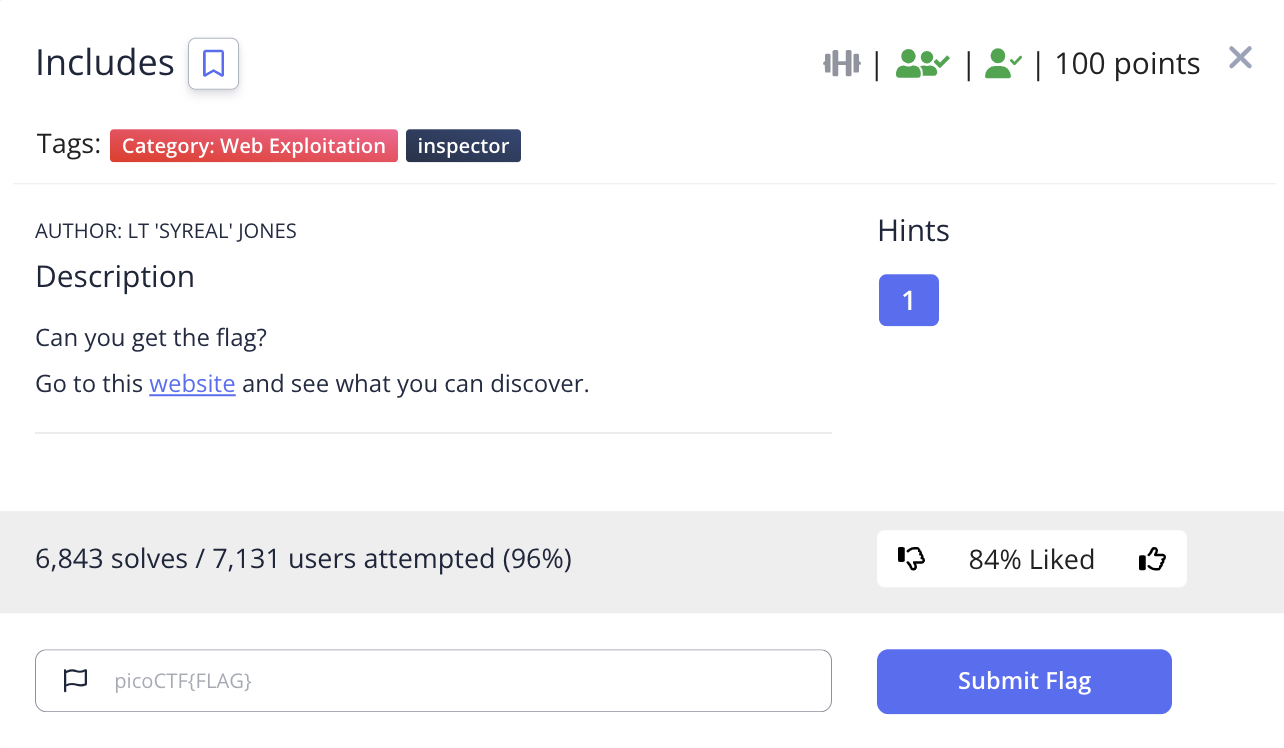 Includes
| | | 100 points
Tags: Category: Web Exploitation inspector
AUTHOR: LT 'SYREAL' JONES
Description
Can you get the flag?
Go to this website and see what you can discover.
Hints
1
6,843 solves / 7,131 users attempted (96%)
84% Liked
picoCTF{FLAG}
Submit Flag